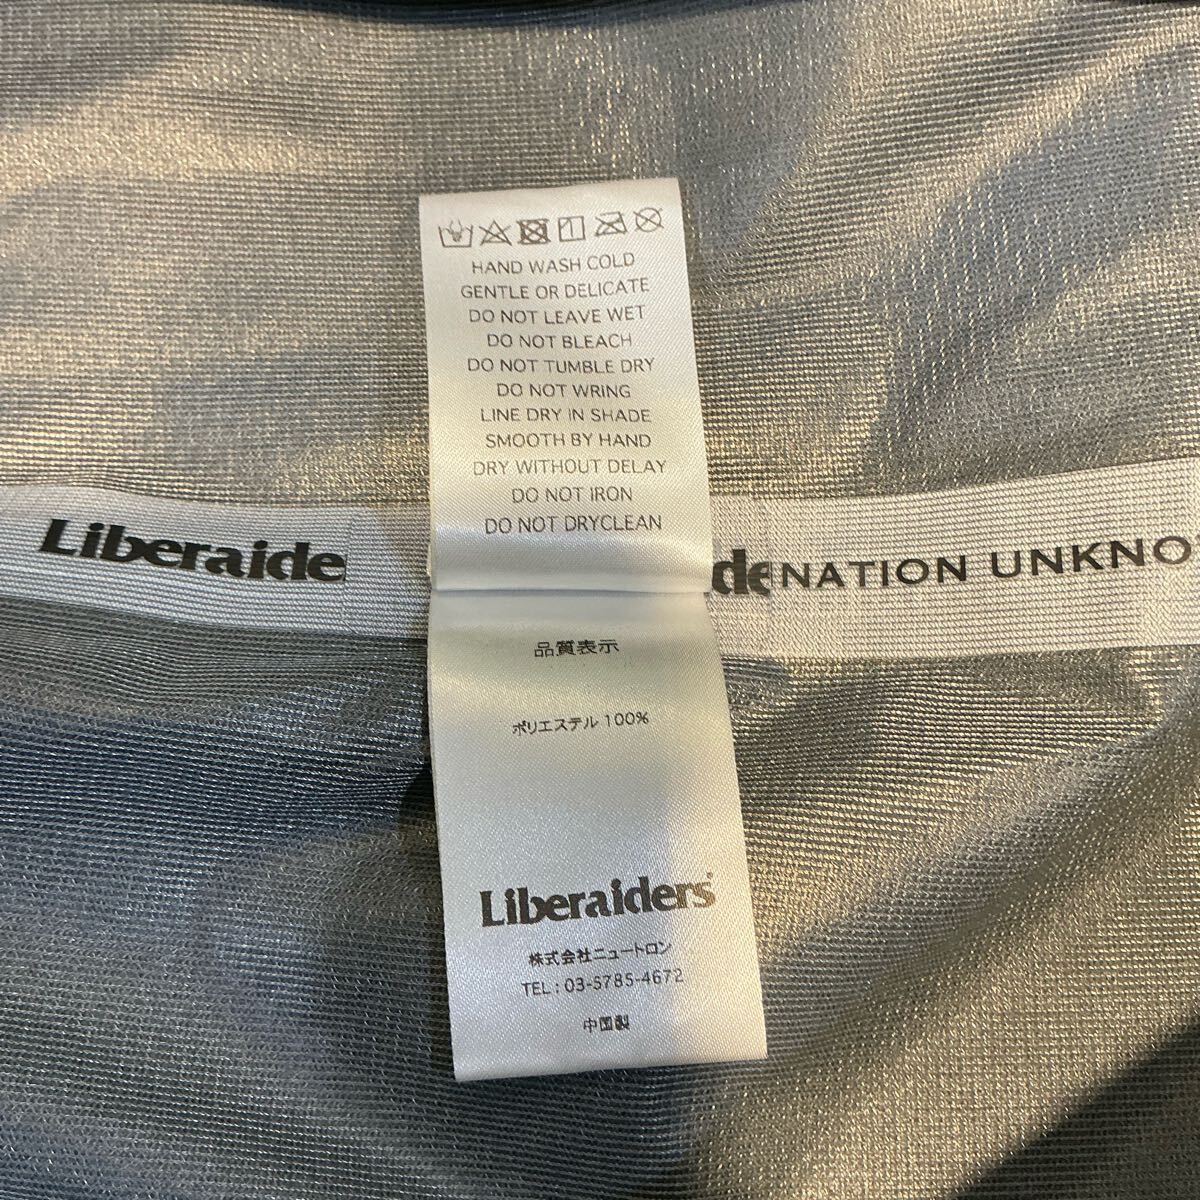 HAND WASH COLD
GENTLE OR DELICATE
DO NOT LEAVE WET
DO NOT BLEACH
DO NOT TUMBLE DRY
DO NOT WRING
LINE DRY IN SHADE
SMOOTH BY HAND
DRY WITHOUT DELAY
DO NOT IRON
DO NOT DRYCLEAN
Liberaide
de NATION UNKNO
品質表示
ポリエステル 100%
Liberaiders
株式会社ニュートロン
TEL : 03-5785-4672
中国製